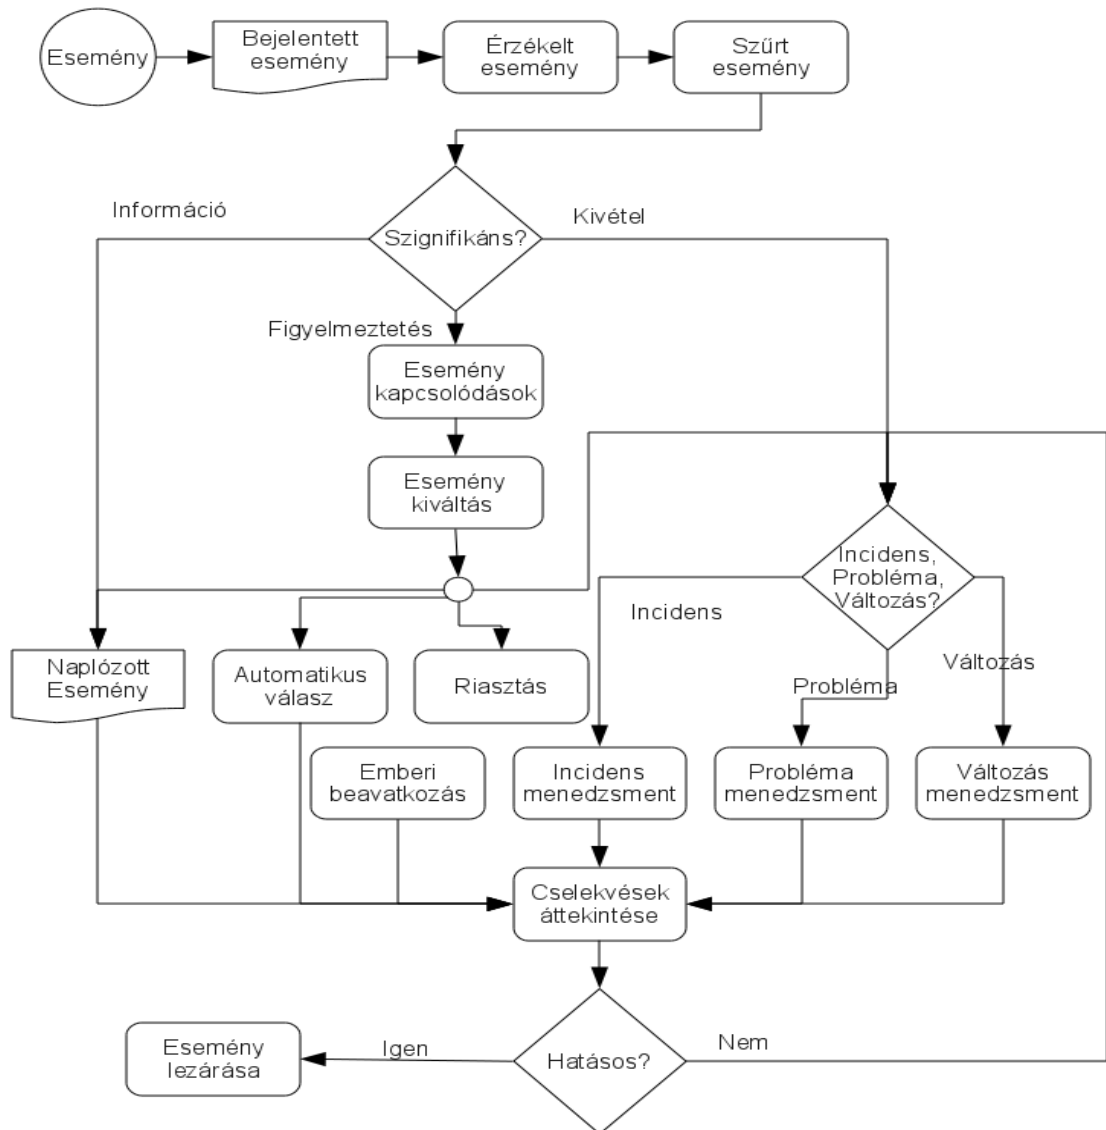 Esemény
Bejelentett
esemény
Érzékelt
esemény
Szűrt
esemény
Információ
Szignifikáns?
Kivétel
Figyelmeztetés
Esemény
kapcsolódások
Esemény
kiváltás
Incidens,
Probléma,
Változás?
Incidens
Változás
Probléma
Naplózott
Esemény
Automatikus
válasz
Riasztás
Emberi
beavatkozás
Incidens
menedzsment
Probléma
menedzsment
Változás
menedzsment
Cselekvések
áttekintése
Esemény
lezárása
Igen
Hatásos?
Nem